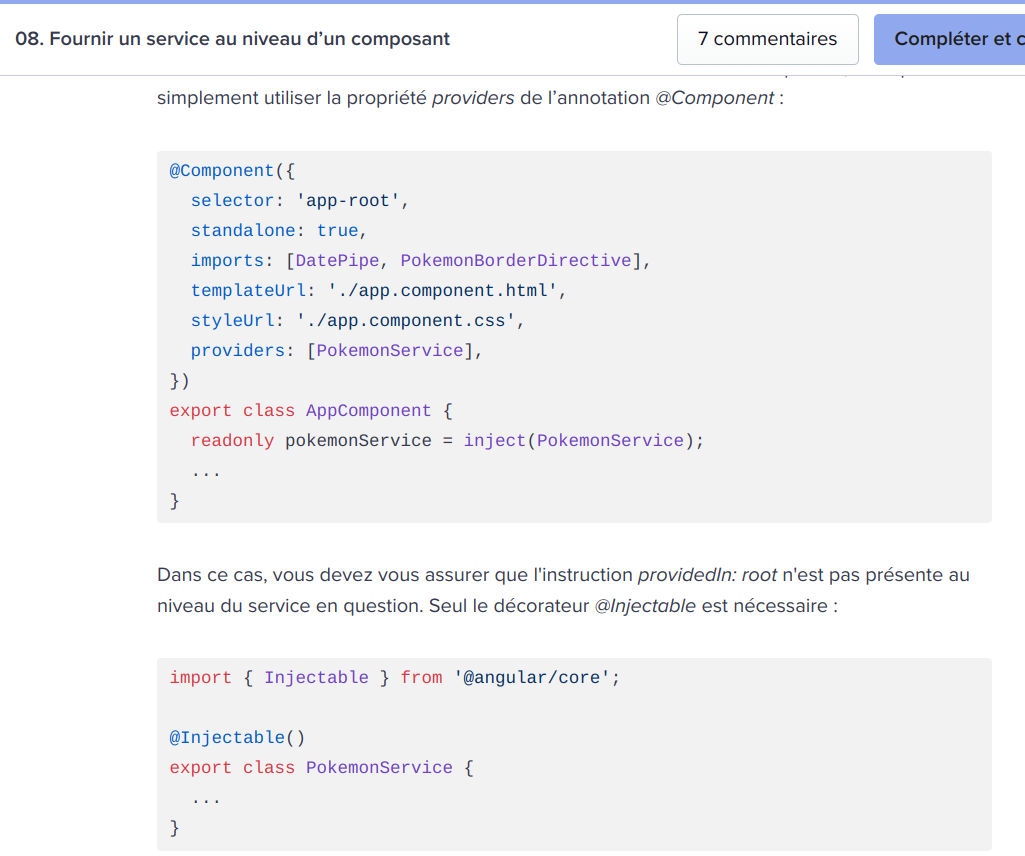 08. Fournir un service au niveau d’un composant
7 commentaires
Compléter et c
simplement utiliser la propriété providers de l’annotation @Component :
@Component({
  selector: 'app-root',
  standalone: true,
  imports: [DatePipe, PokemonBorderDirective],
  templateUrl: './app.component.html',
  styleUrl: './app.component.css',
  providers: [PokemonService],
})
export class AppComponent {
  readonly pokemonService = inject(PokemonService);
  ...
}
Dans ce cas, vous devez vous assurer que l'instruction providedIn: root n'est pas présente au
niveau du service en question. Seul le décorateur @Injectable est nécessaire :
import { Injectable } from '@angular/core';
@Injectable()
export class PokemonService {
  ...
}